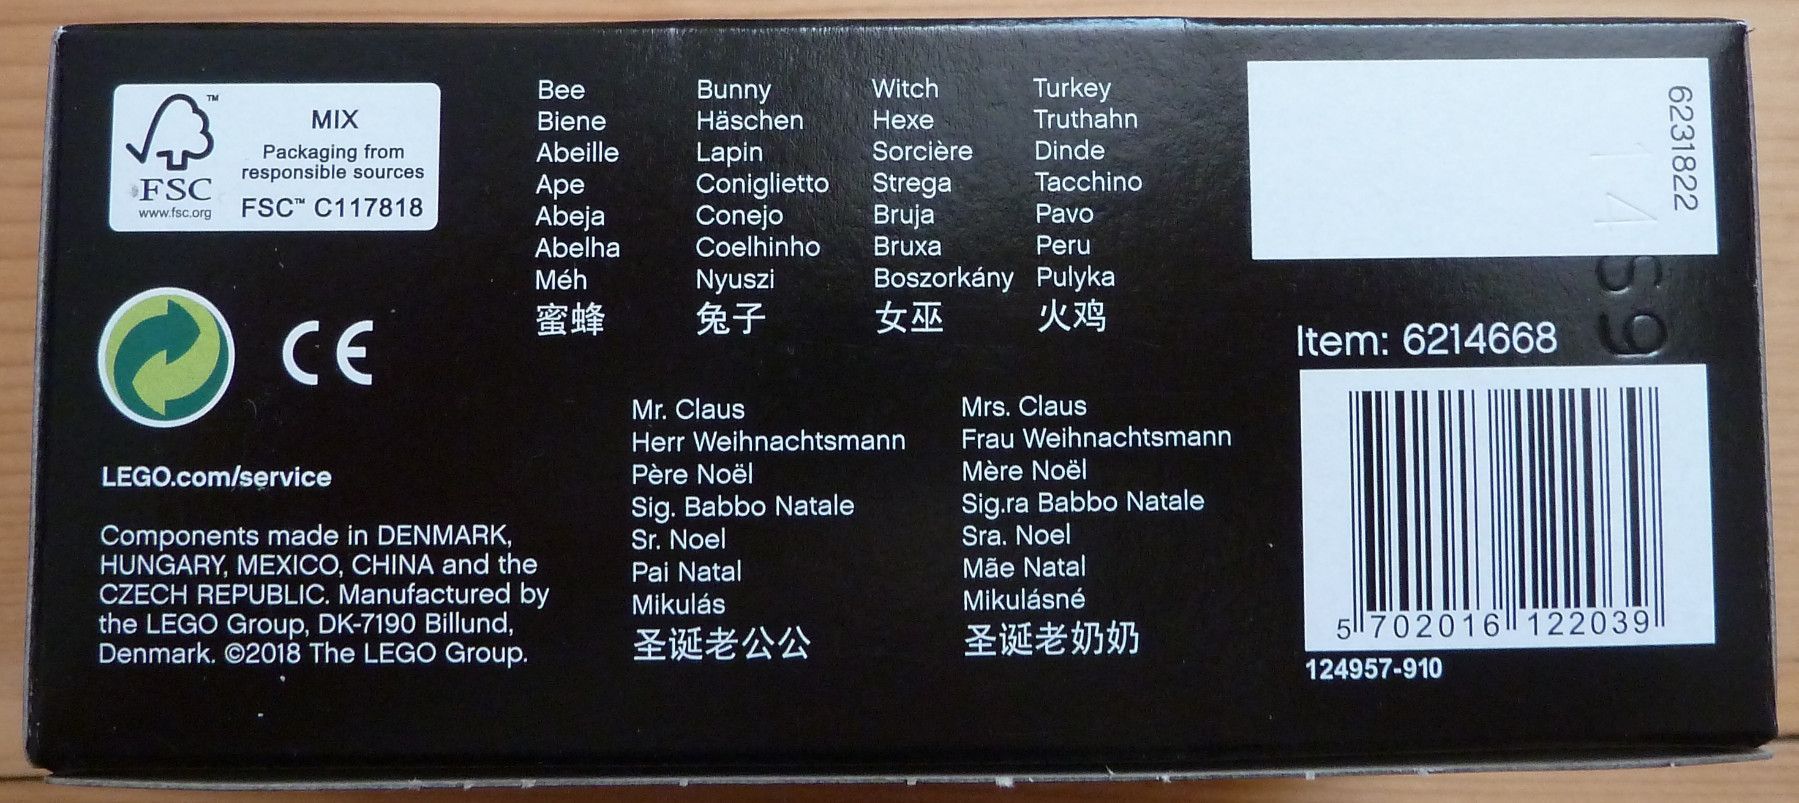 MIX
Packaging from
responsible sources
FSC™ C117818
™
FSC
www.fsc.org
CE
LEGO.com/service
Components made in DENMARK,
HUNGARY, MEXICO, CHINA and the
CZECH REPUBLIC. Manufactured by
the LEGO Group, DK-7190 Billund,
Denmark. ©2018 The LEGO Group.
Bee
Biene
Abeille
Ape
Abeja
Abelha
Méh
蜜蜂
Bunny
Häschen
Lapin
Coniglietto
Conejo
Coelhinho
Nyuszi
兔子
Witch
Hexe
Sorcière
Strega
Bruja
Bruxa
Boszorkány
女巫
Turkey
Truthahn
Dinde
Tacchino
Pavo
Peru
Pulyka
火鸡
Mr. Claus
Herr Weihnachtsmann
Père Noël
Sig. Babbo Natale
Sr. Noel
Pai Natal
Mikulás
圣诞老公公
Mrs. Claus
Frau Weihnachtsmann
Mère Noël
Sig.ra Babbo Natale
Sra. Noel
Mãe Natal
Mikulásné
圣诞老奶奶
6231822
Item: 6214668
5 702016 122039
124957-910